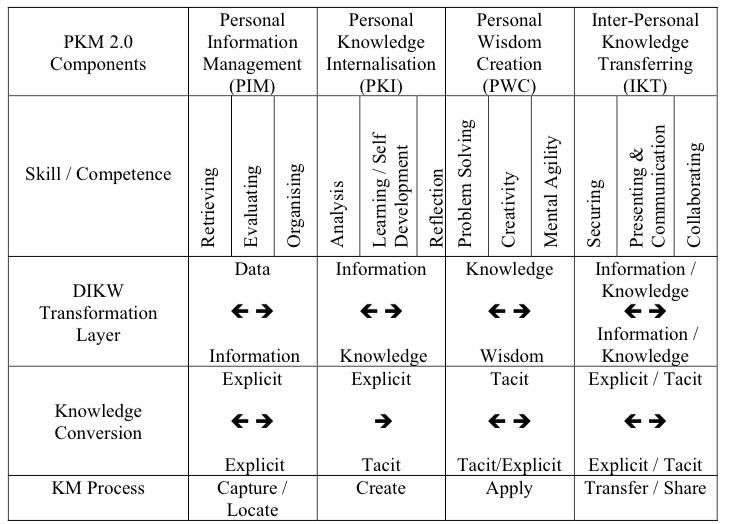 PKM 2.0
Components
Personal
Information
Management
(PIM)
Personal
Knowledge
Internalisation
(PKI)
Personal
Wisdom
Creation
(PWC)
Inter-Personal
Knowledge
Transferring
(IKT)
Skill / Competence
Retrieving
Evaluating
Organising
Analysis
Learning / Self
Development
Reflection
Problem Solving
Creativity
Mental Agility
Securing
Presenting &
Communication
Collaborating
DIKW
Transformation
Layer
Data
Information
Information
Knowledge
Knowledge
Wisdom
Information /
Knowledge
Information /
Knowledge
Knowledge
Conversion
Explicit
Explicit
Explicit
Tacit
Tacit
Tacit/Explicit
Explicit / Tacit
Explicit / Tacit
KM Process
Capture /
Locate
Create
Apply
Transfer / Share